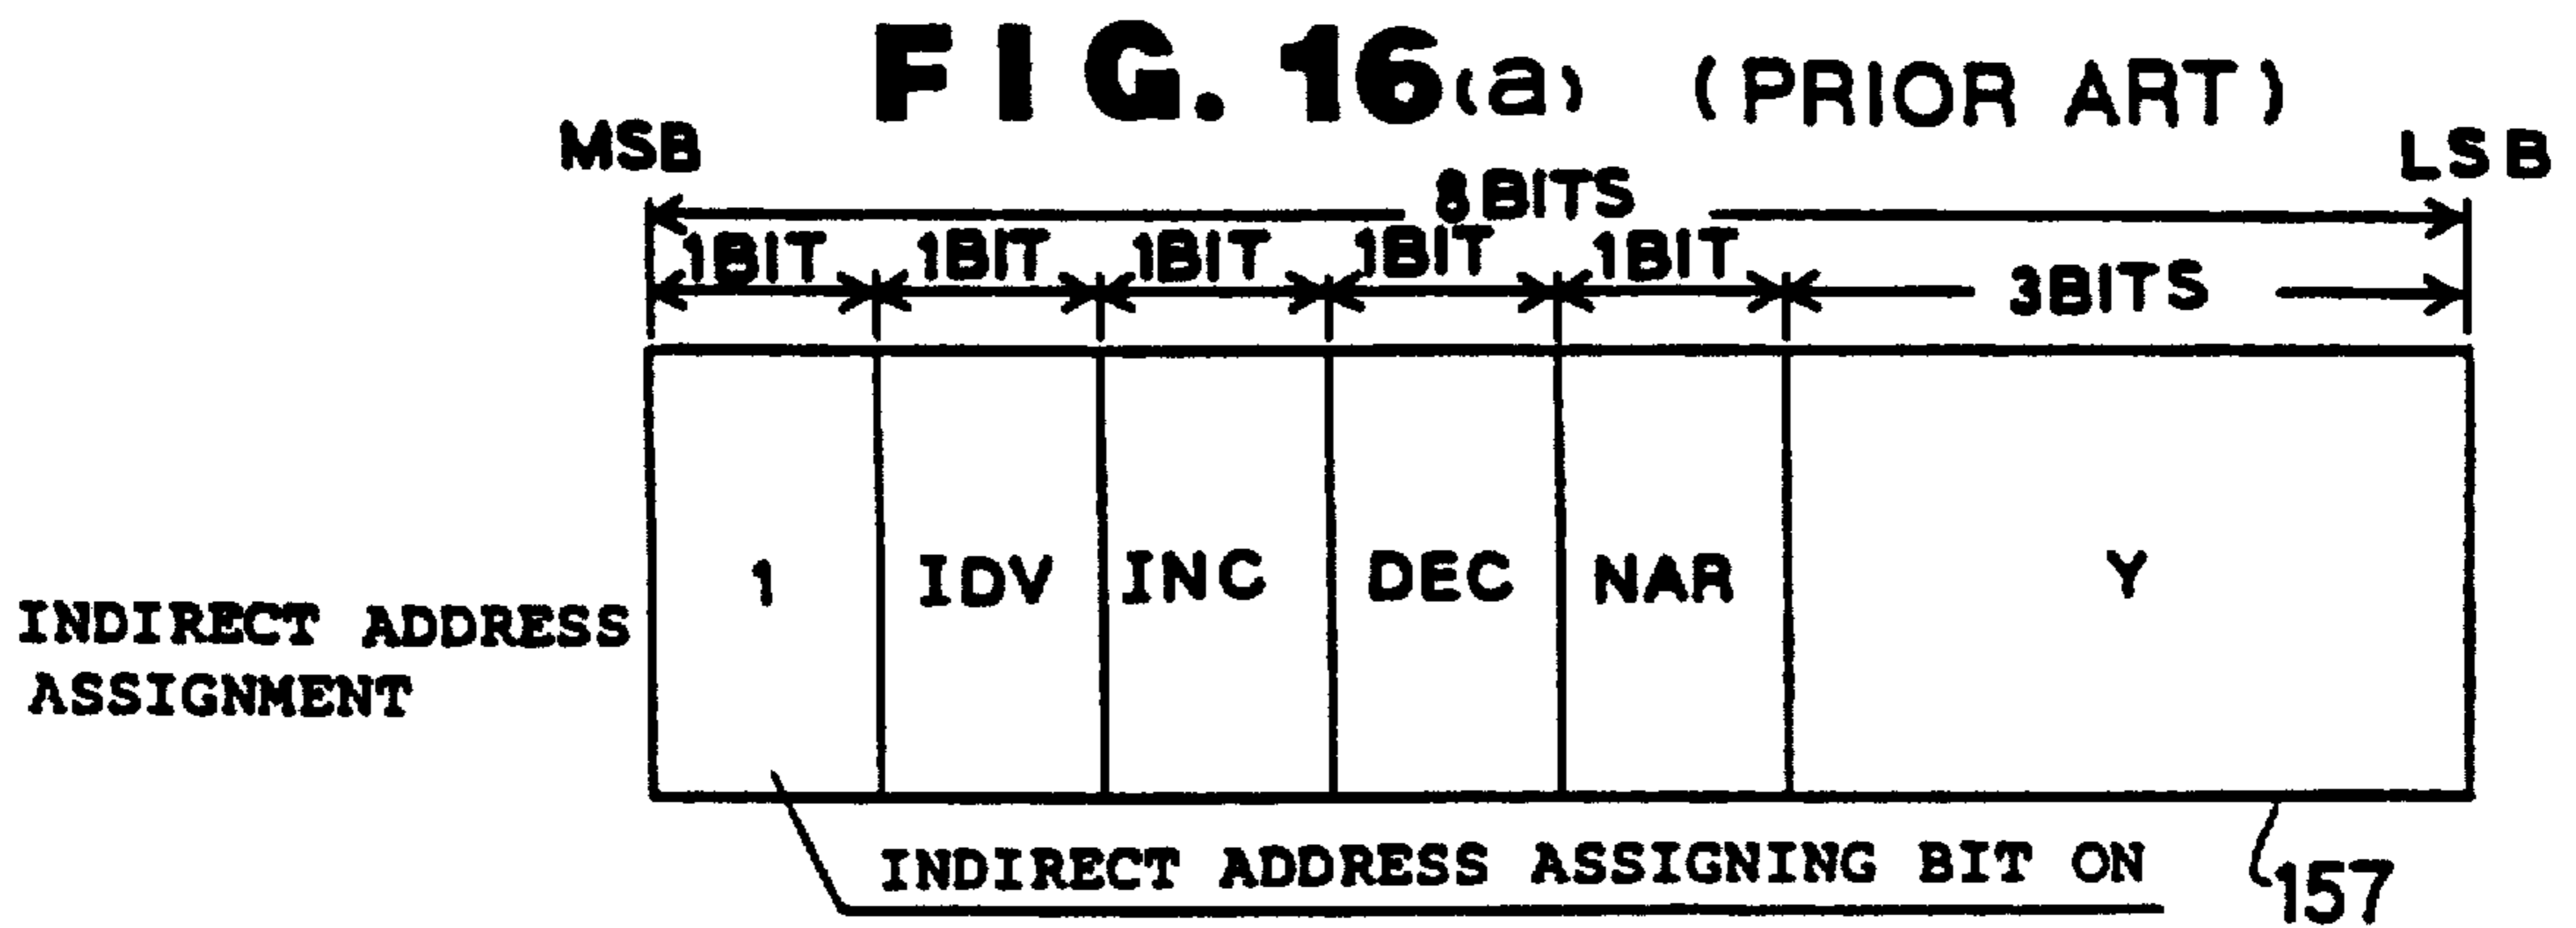 FIG. 16(a) (PRIOR ART)
MSB LSB
8BITS
1BIT 1BIT 1BIT 1BIT 1BIT 3BITS
1 IDV INC DEC NAR Y
INDIRECT ADDRESS
ASSIGNMENT
INDIRECT ADDRESS ASSIGNING BIT ON
157